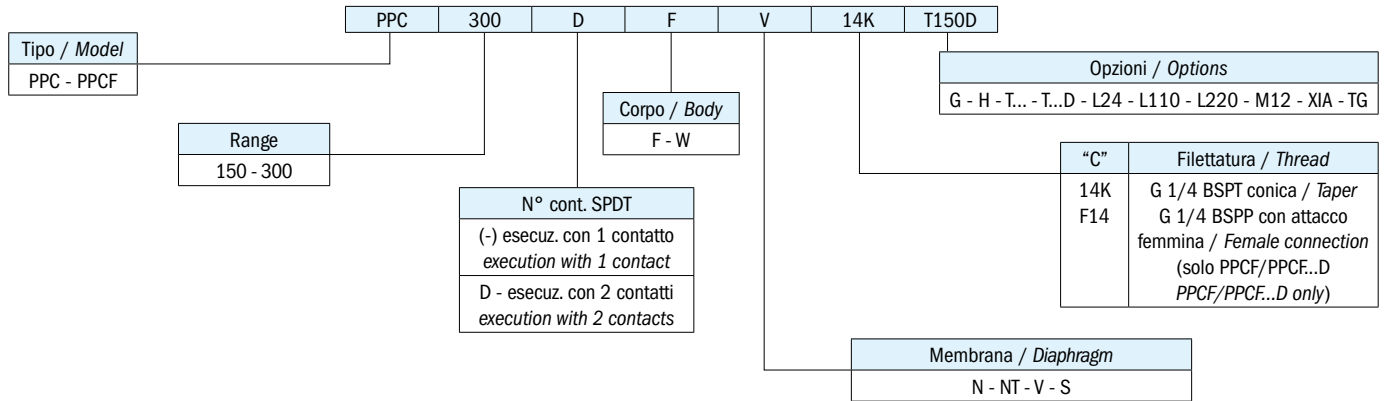 PPC 300 D F V 14K T150D
Tipo / Model
PPC - PPCF
Opzioni / Options
G - H - T... - T...D - L24 - L110 - L220 - M12 - XIA - TG
Corpo / Body
F - W
Range
150 - 300
"C" Filettatura / Thread
14K G 1/4 BSPT conica / Taper
F14 G 1/4 BSPP con attacco
femmina / Female connection
(solo PPCF/PPCF...D
PPCF/PPCF...D only)
N° cont. SPDT
(-) esecuz. con 1 contatto
execution with 1 contact
D - esecuz. con 2 contatti
execution with 2 contacts
Membrana / Diaphragm
N - NT - V - S